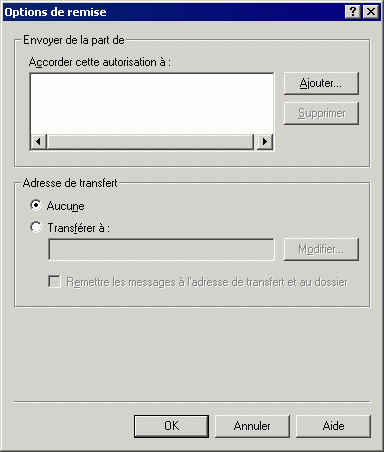 Options de remise
Envoyer de la part de
Accorder cette autorisation à :
Ajouter...
Supprimer
Adresse de transfert
Aucune
Transférer à :
Modifier...
Remettre les messages à l'adresse de transfert et au dossier
OK Annuler Aide